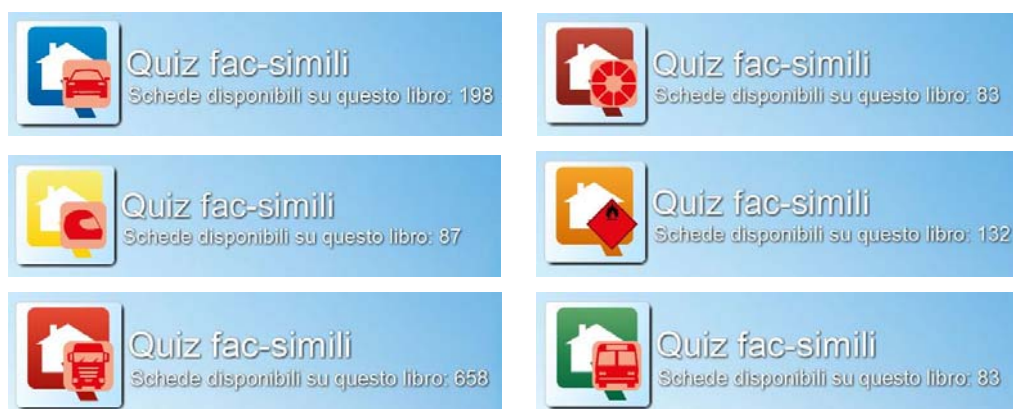 Quiz fac-simili
Schede disponibili su questo libro: 198
Quiz fac-simili
Schede disponibili su questo libro: 83
Quiz fac-simili
Schede disponibili su questo libro: 87
Quiz fac-simili
Schede disponibili su questo libro: 132
Quiz fac-simili
Schede disponibili su questo libro: 658
Quiz fac-simili
Schede disponibili su questo libro: 83